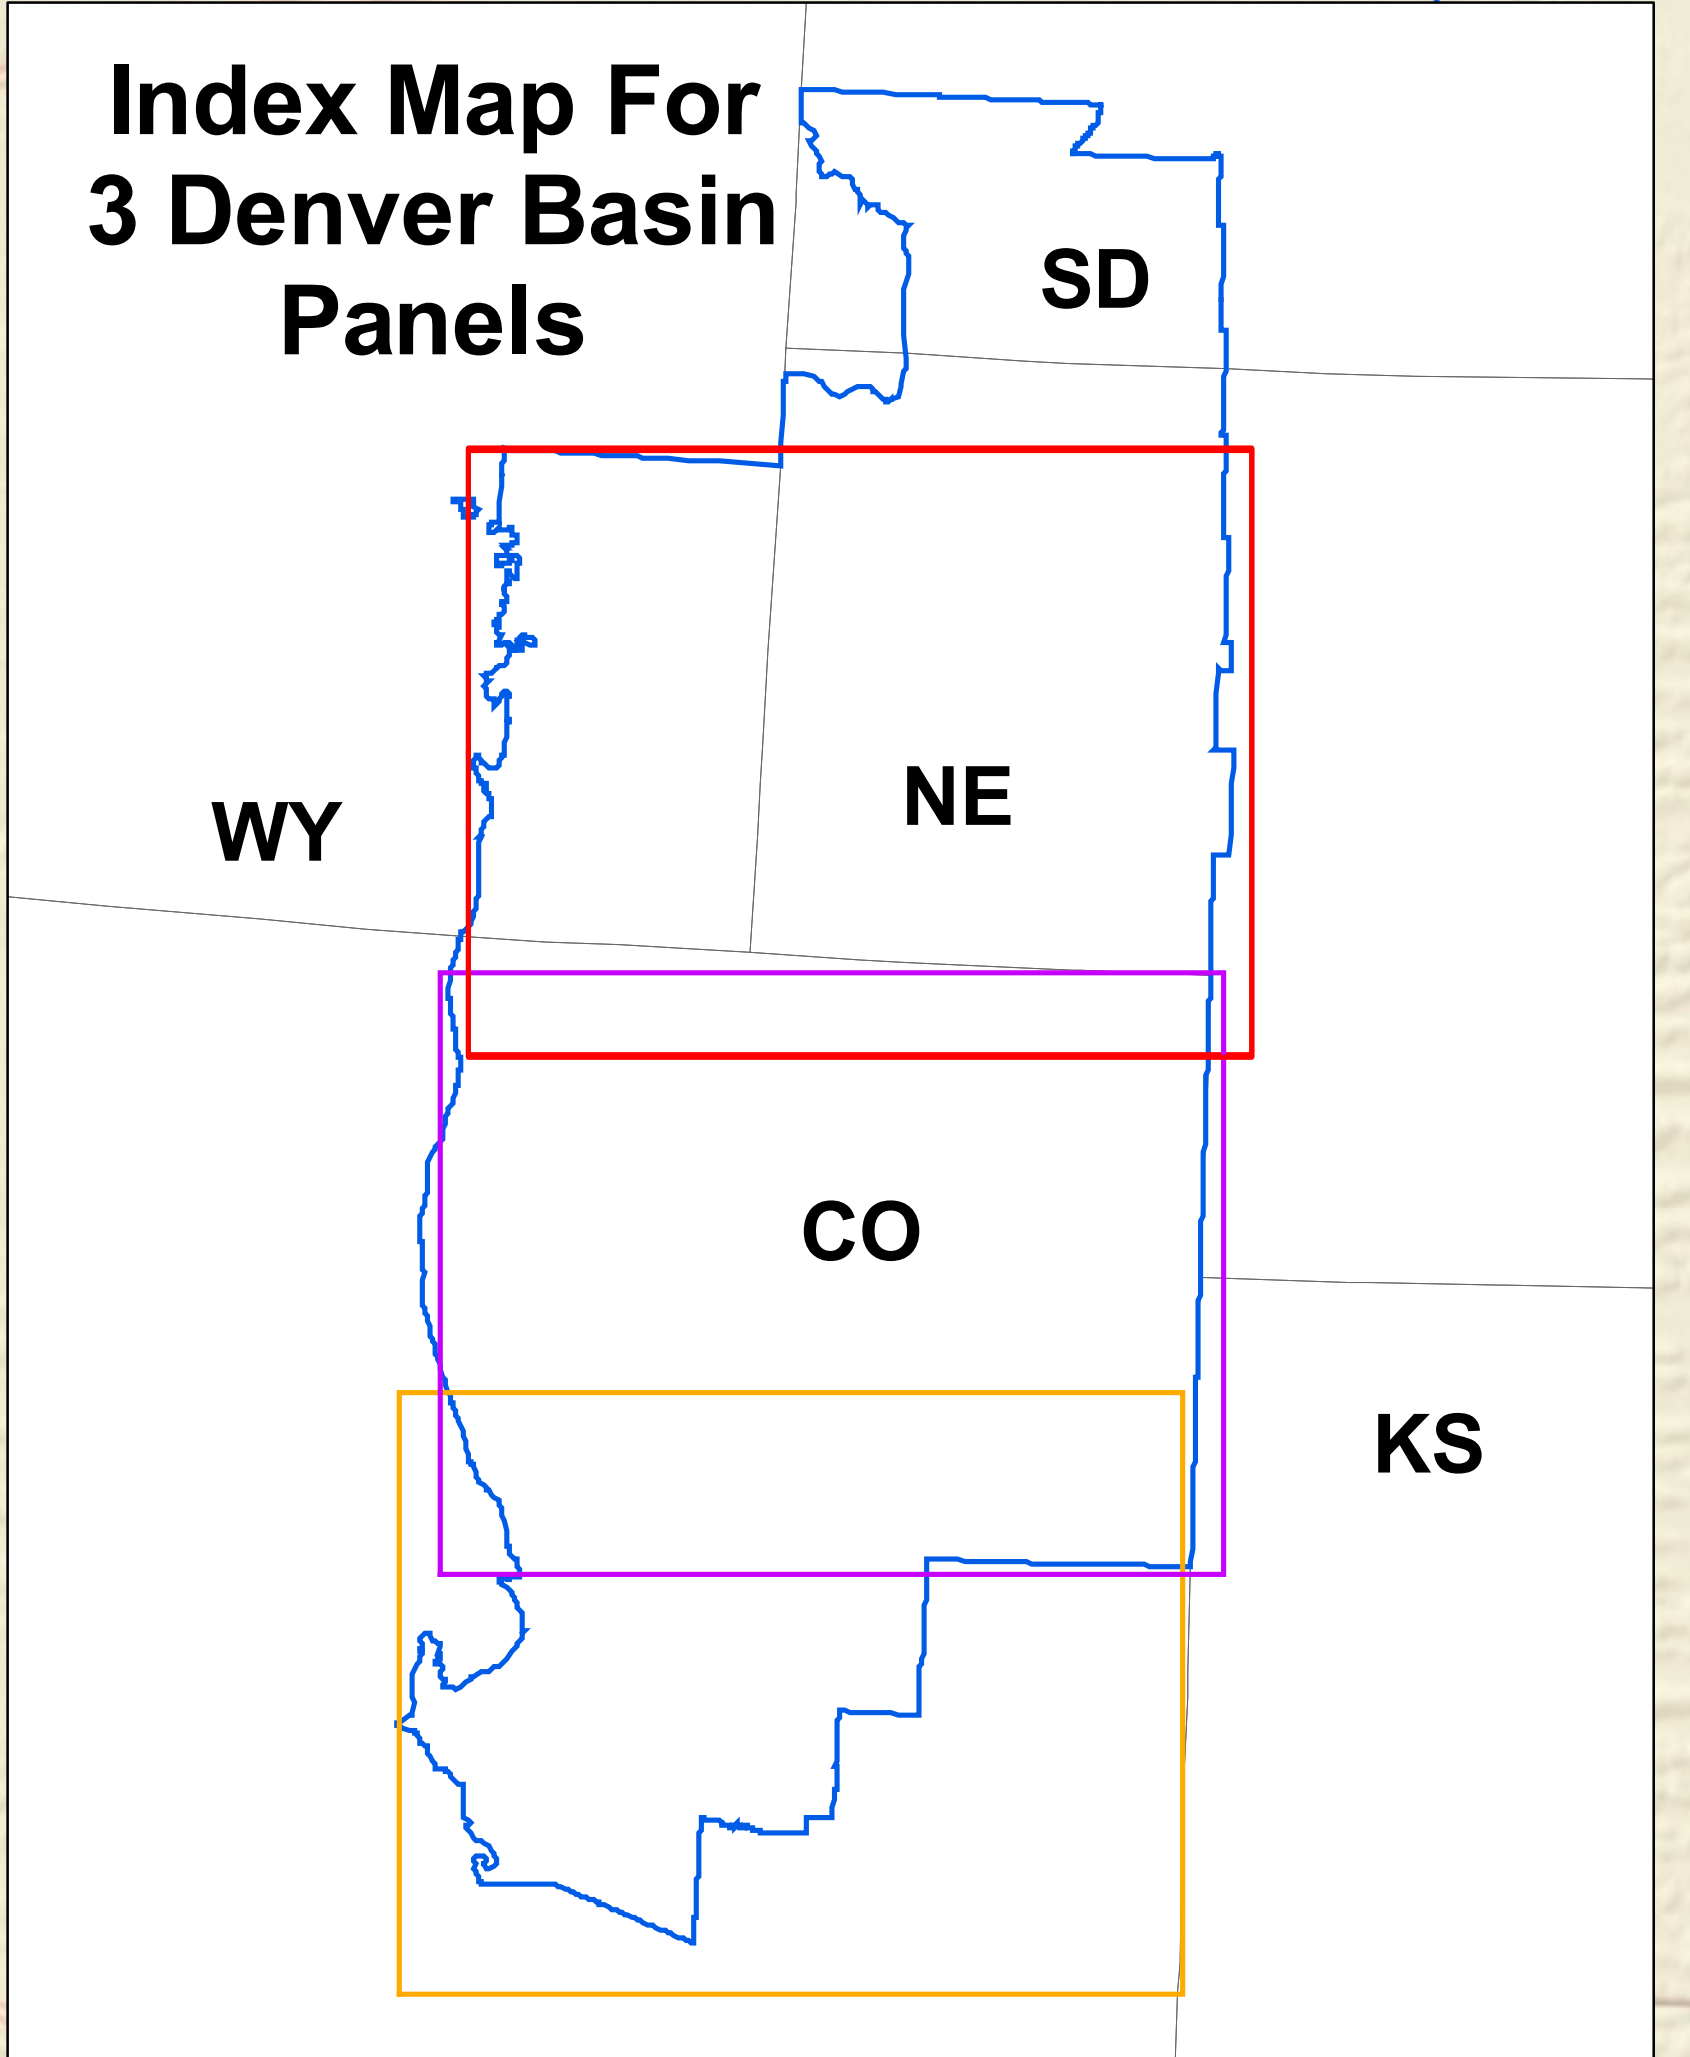 Index Map For
3 Denver Basin
Panels
SD
NE
WY
CO
KS